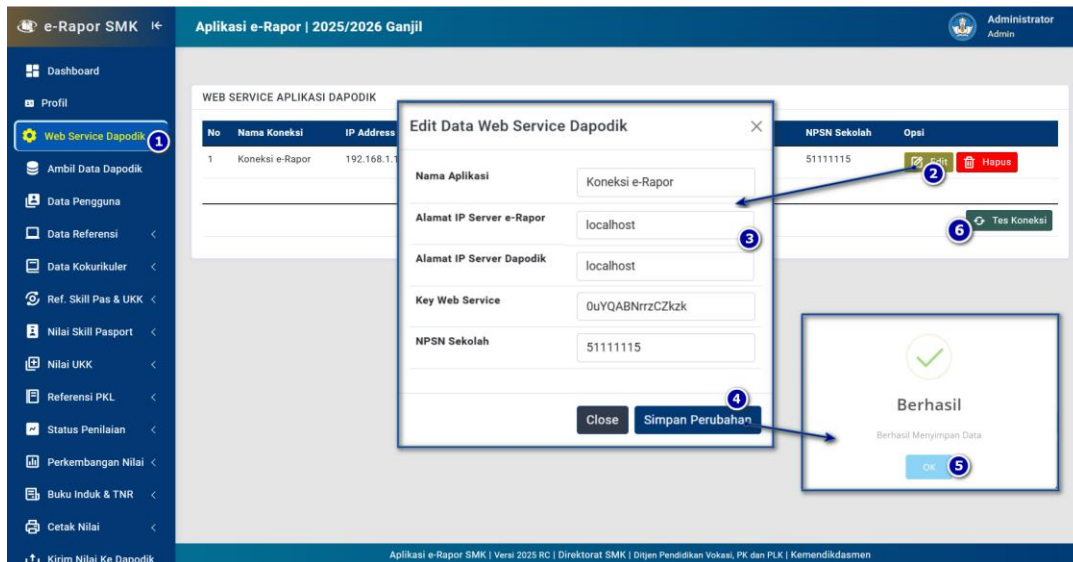 e-Rapor SMK
Aplikasi e-Rapor | 2025/2026 Ganjil
Administrator
Admin
Dashboard
Profil
Web Service Dapodik
1
Ambil Data Dapodik
Data Pengguna
Data Referensi
Data Kokurikuler
Ref. Skill Pas & UKK
Nilai Skill Pasport
Nilai UKK
Referensi PKL
Status Penilaian
Perkembangan Nilai
Buku Induk & TNR
Cetak Nilai
Kirim Nilai Ke Dapodik
WEB SERVICE APLIKASI DAPODIK
No Nama Koneksi IP Address NPSN Sekolah Opsi
1 Koneksi e-Rapor 192.168.1.1 51111115 Edit Hapus
2
Tes Koneksi
6
Edit Data Web Service Dapodik
Nama Aplikasi Koneksi e-Rapor
Alamat IP Server e-Rapor localhost
3
Alamat IP Server Dapodik localhost
Key Web Service 0uYQABNrrzCZkzk
NPSN Sekolah 51111115
4
Close Simpan Perubahan
Berhasil
Berhasil Menyimpan Data
OK 5
Aplikasi e-Rapor SMK | Versi 2025 RC | Direktorat SMK | Ditjen Pendidikan Vokasi, PK dan PLK | Kemendikdasmen